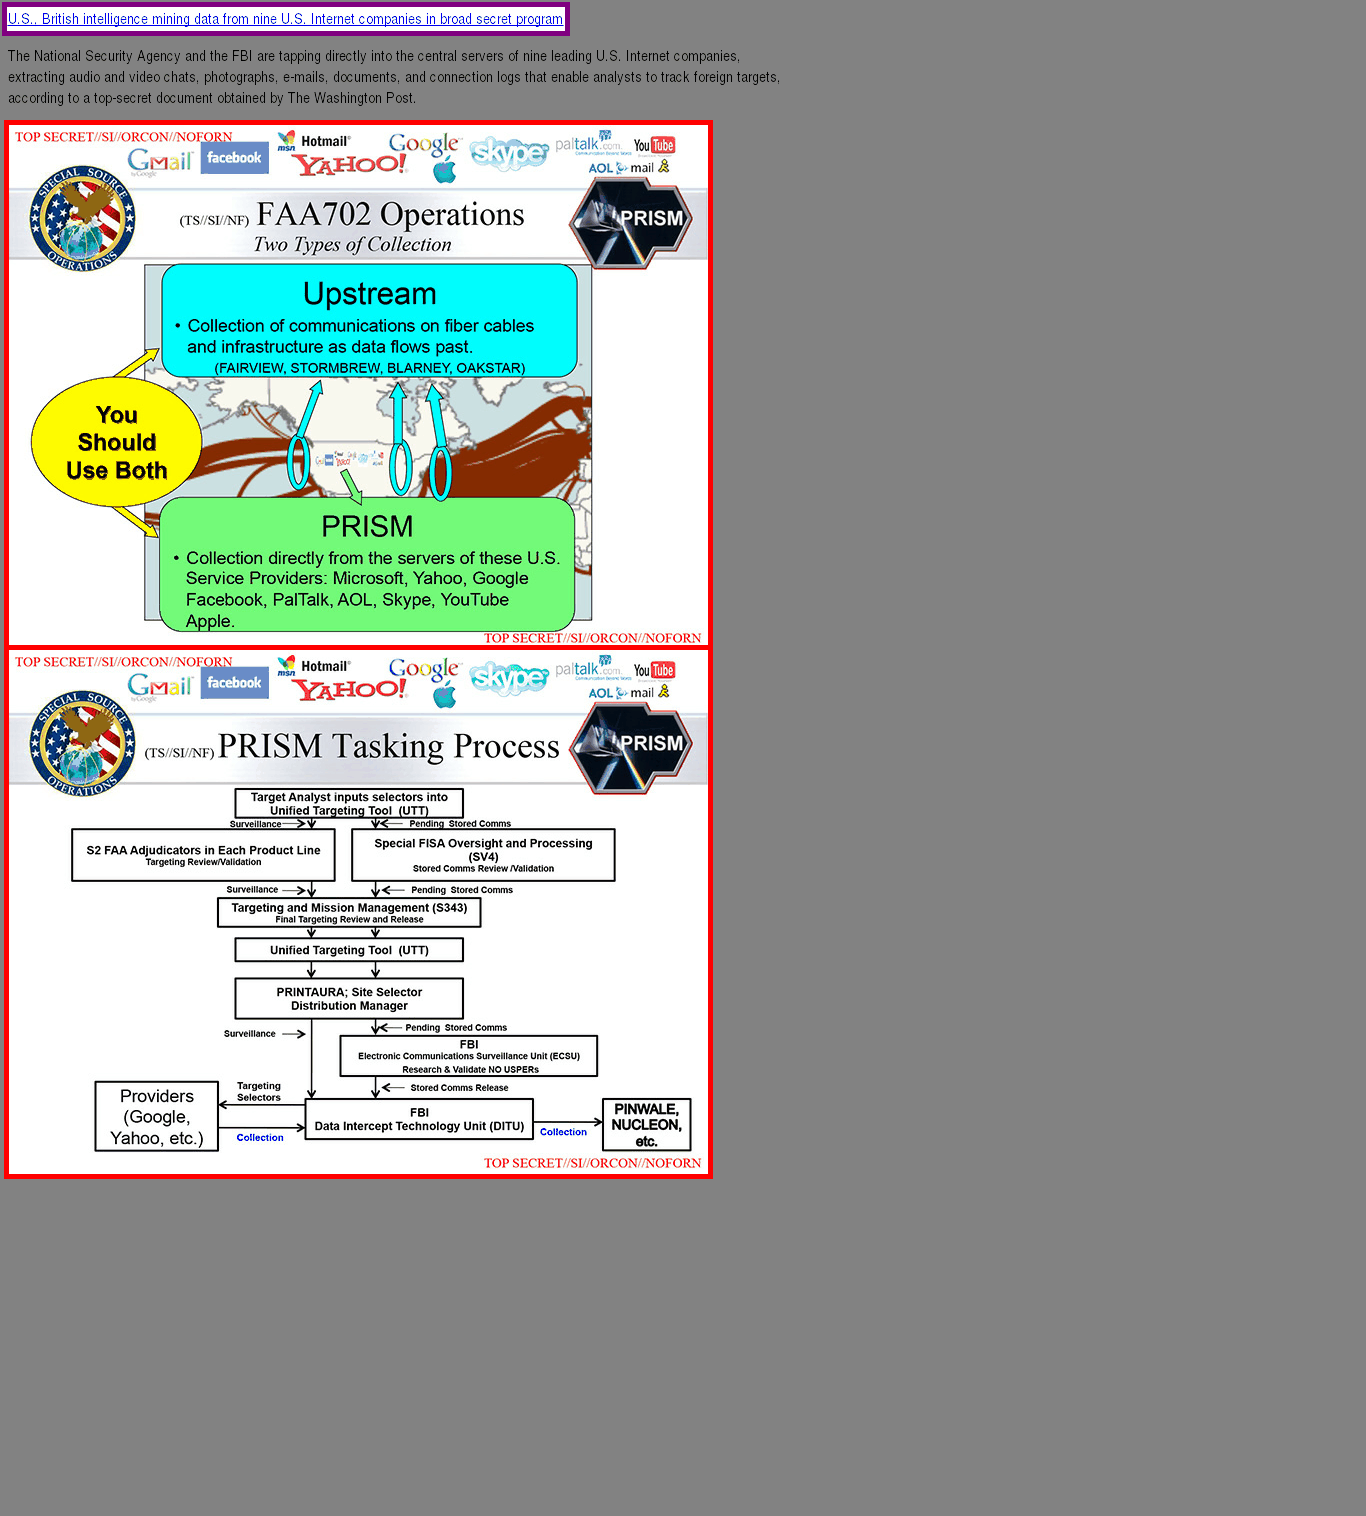 U.S., British intelligence mining data from nine U.S. Internet companies in broad secret program
The National Security Agency and the FBI are tapping directly into the central servers of nine leading U.S. Internet companies,
extracting audio and video chats, photographs, e-mails, documents, and connection logs that enable analysts to track foreign targets,
according to a top-secret document obtained by The Washington Post.
TOP SECRET//SI//ORCON//NOFORN
Gmail
by Google
facebook
msn
Hotmail
YAHOO!
Google
skype
paltalk.com
YouTube
AOL mail
SPECIAL SOURCE
OPERATIONS
(TS//SI//NF) FAA702 Operations
Two Types of Collection
PRISM
Upstream
• Collection of communications on fiber cables
and infrastructure as data flows past.
(FAIRVIEW, STORMBREW, BLARNEY, OAKSTAR)
You
Should
Use Both
PRISM
• Collection directly from the servers of these U.S.
Service Providers: Microsoft, Yahoo, Google
Facebook, PalTalk, AOL, Skype, YouTube
Apple.
TOP SECRET//SI//ORCON//NOFORN
TOP SECRET//SI//ORCON//NOFORN
Gmail
by Google
facebook
msn
Hotmail
YAHOO!
Google
skype
paltalk.com
YouTube
AOL mail
SPECIAL SOURCE
OPERATIONS
(TS//SI//NF) PRISM Tasking Process
PRISM
Target Analyst inputs selectors into
Unified Targeting Tool (UTT)
Surveillance
Pending Stored Comms
S2 FAA Adjudicators in Each Product Line
Targeting Review/Validation
Special FISA Oversight and Processing
(SV4)
Stored Comms Review /Validation
Surveillance
Pending Stored Comms
Targeting and Mission Management (S343)
Final Targeting Review and Release
Unified Targeting Tool (UTT)
PRINTAURA; Site Selector
Distribution Manager
Surveillance
Pending Stored Comms
FBI
Electronic Communications Surveillance Unit (ECSU)
Research & Validate NO USPERs
Stored Comms Release
Providers
(Google,
Yahoo, etc.)
Targeting
Selectors
Collection
FBI
Data Intercept Technology Unit (DITU)
Collection
PINWALE,
NUCLEON,
etc.
TOP SECRET//SI//ORCON//NOFORN